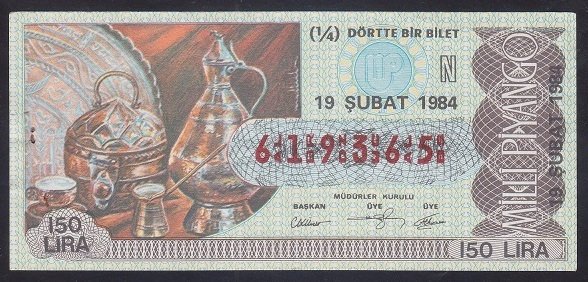 (¼) DÖRTTE BİR BİLET
MP
N
19 ŞUBAT 1984
619365
MÜDÜRLER KURULU
BAŞKAN ÜYE ÜYE
150
LİRA
150 LİRA
MİLLİ PİYANGO
19 ŞUBAT 1984